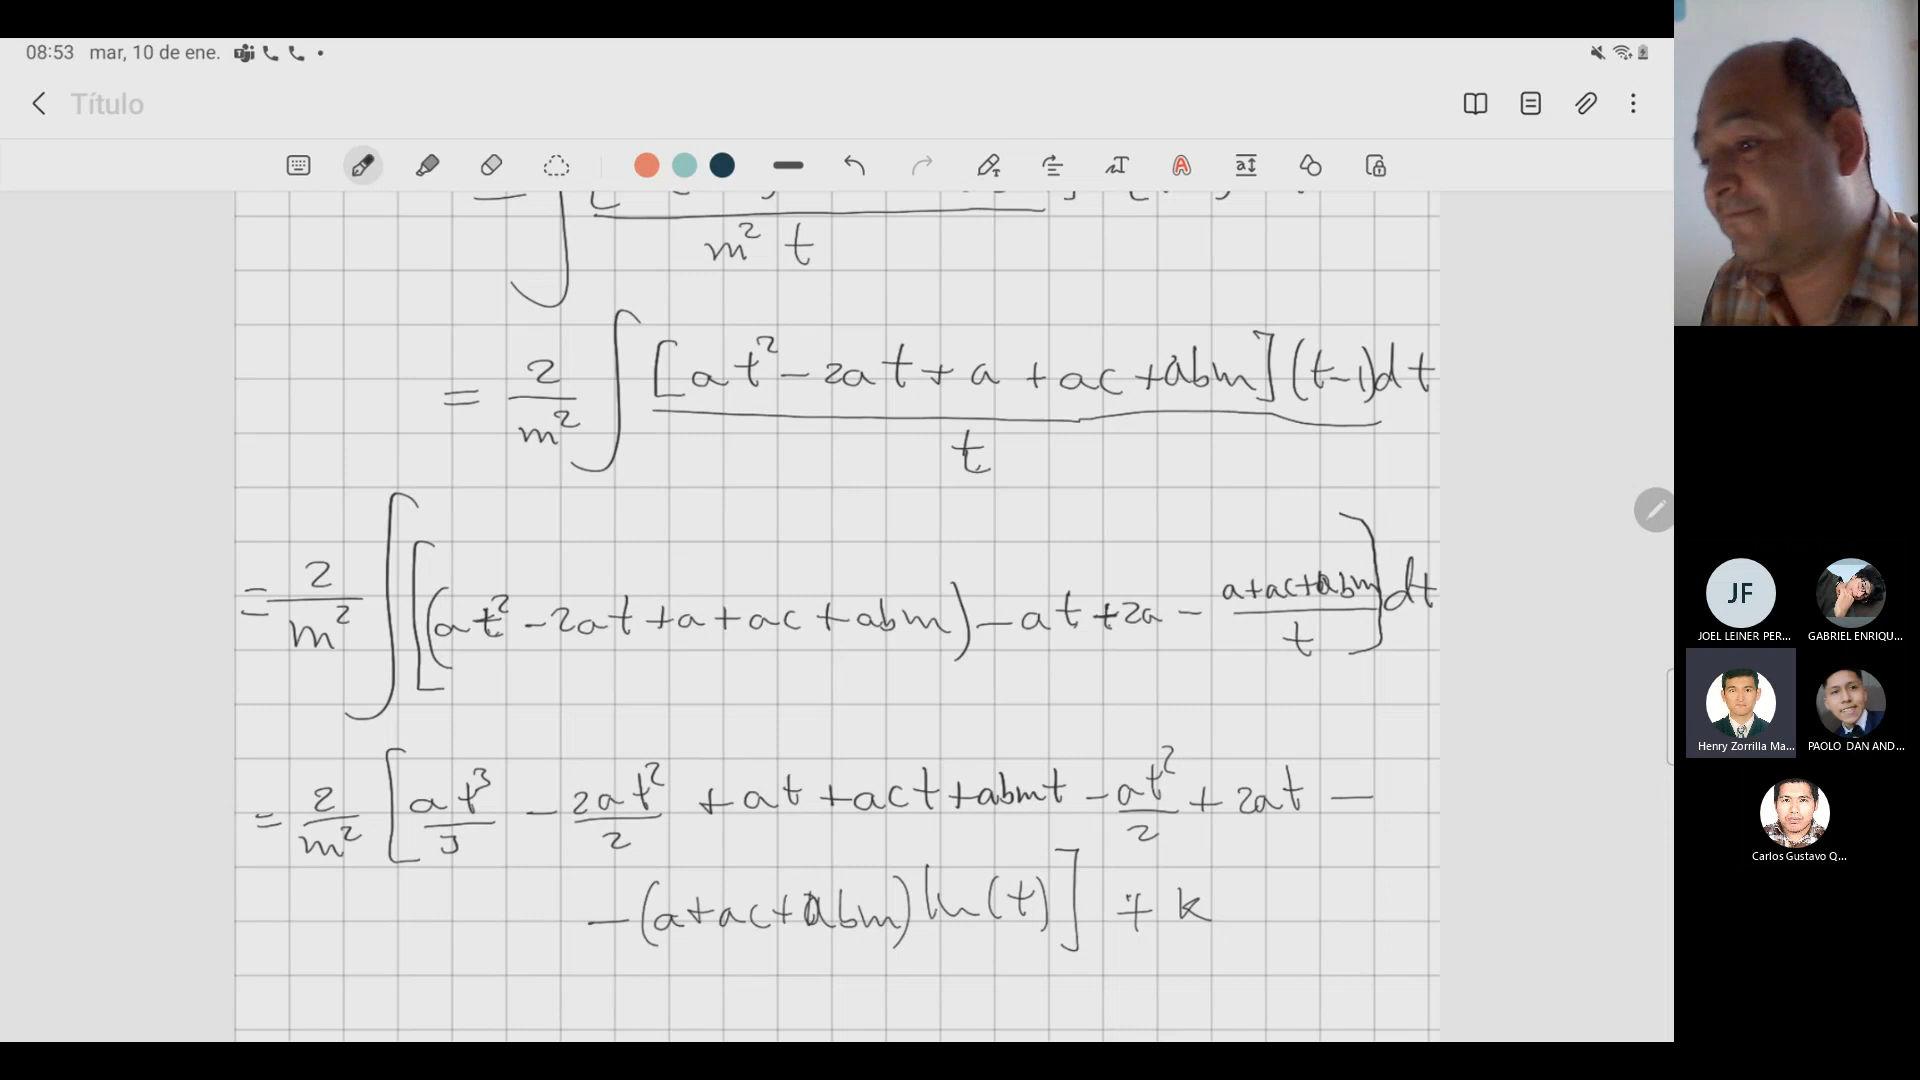 08:53 mar, 10 de ene.
Título
m² t
= 2/m² ∫ [at² - 2at + a + ac + abm](t-1)dt / t
= 2/m² ∫ [(at² - 2at + a + ac + abm) - at + 2a - (a+ac+abm)/t] dt
= 2/m² [at³/3 - 2at²/2 + at + act + abmt - at²/2 + 2at -
- (a+ac+abm) ln(t)] + k
JF
JOEL LEINER PER...
GABRIEL ENRIQU...
Henry Zorrilla Ma...
PAOLO DAN AND...
Carlos Gustavo Q...